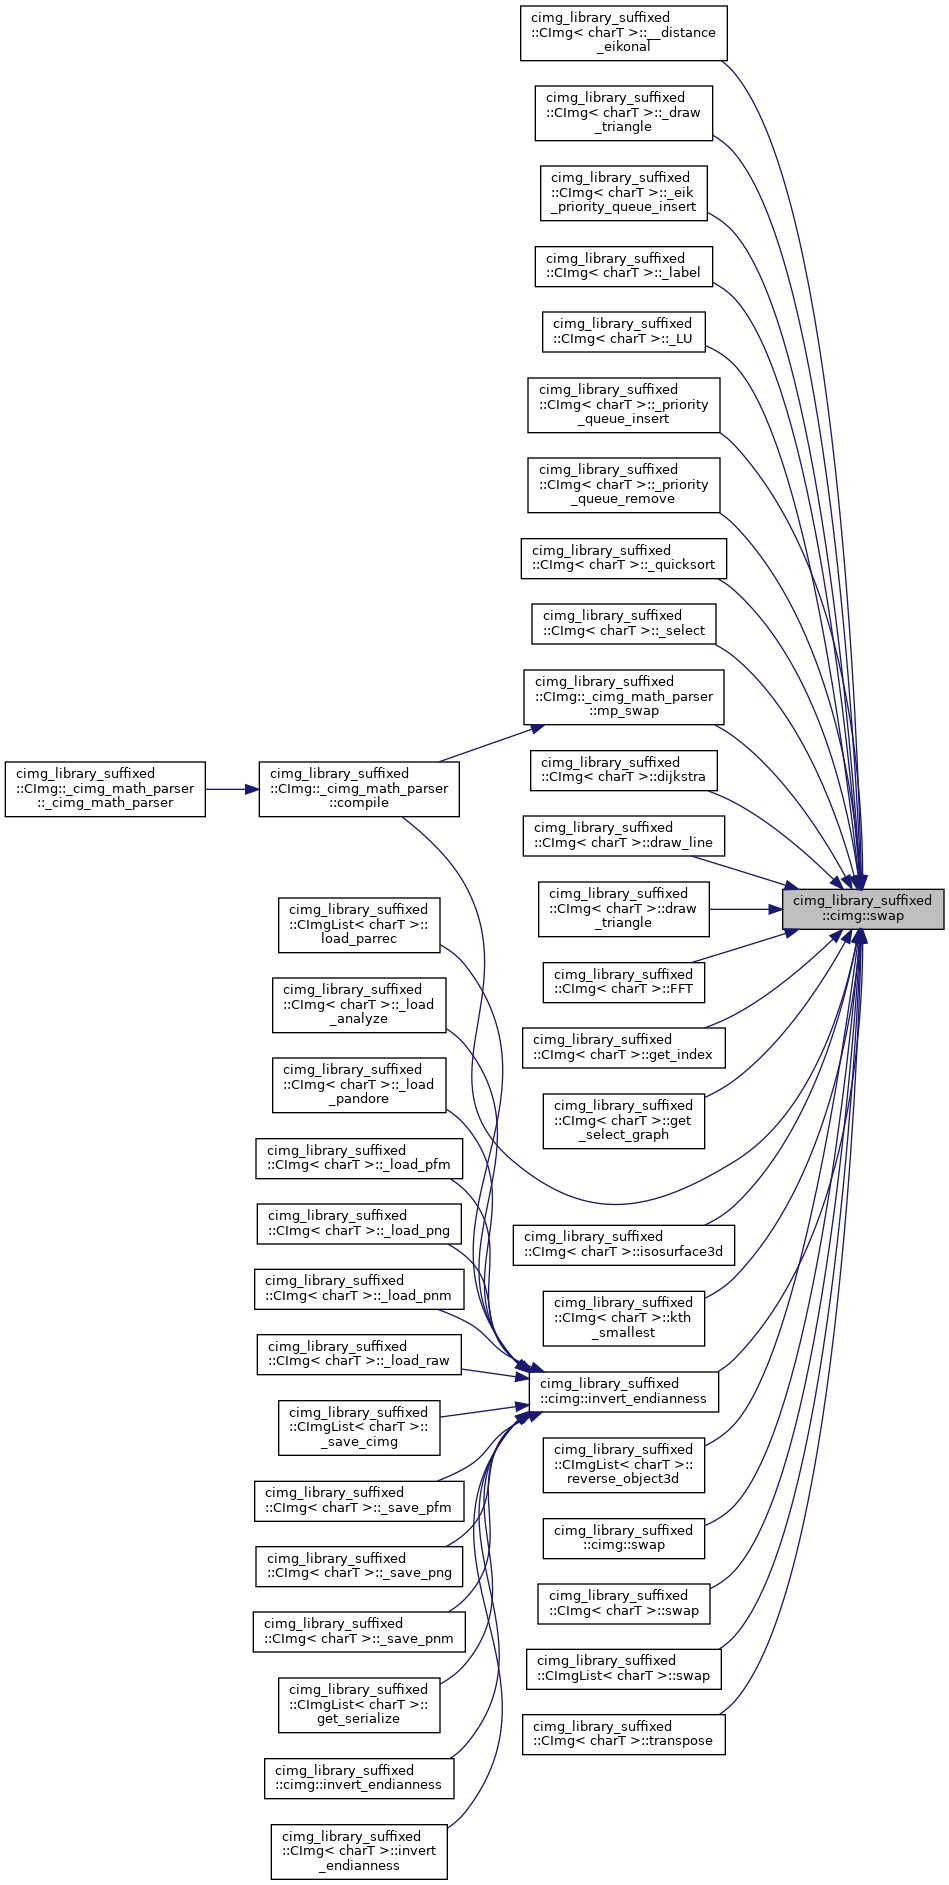 cimg_library_suffixed
::CImg< charT >::__distance
_eikonal
cimg_library_suffixed
::CImg< charT >::_draw
_triangle
cimg_library_suffixed
::CImg< charT >::_eik
_priority_queue_insert
cimg_library_suffixed
::CImg< charT >::_label
cimg_library_suffixed
::CImg< charT >::_LU
cimg_library_suffixed
::CImg< charT >::_priority
_queue_insert
cimg_library_suffixed
::CImg< charT >::_priority
_queue_remove
cimg_library_suffixed
::CImg< charT >::_quicksort
cimg_library_suffixed
::CImg< charT >::_select
cimg_library_suffixed
::CImg::_cimg_math_parser
::mp_swap
cimg_library_suffixed
::CImg< charT >::dijkstra
cimg_library_suffixed
::CImg::_cimg_math_parser
::_cimg_math_parser
cimg_library_suffixed
::CImg::_cimg_math_parser
::compile
cimg_library_suffixed
::CImg< charT >::draw_line
cimg_library_suffixed
::CImg< charT >::draw
_triangle
cimg_library_suffixed
::cimg::swap
cimg_library_suffixed
::CImg< charT >::FFT
cimg_library_suffixed
::CImg< charT >::get_index
cimg_library_suffixed
::CImg< charT >::get
_select_graph
cimg_library_suffixed
::CImg< charT >::isosurface3d
cimg_library_suffixed
::CImg< charT >::kth
_smallest
cimg_library_suffixed
::cimg::invert_endianness
cimg_library_suffixed
::CImgList< charT >::
reverse_object3d
cimg_library_suffixed
::cimg::swap
cimg_library_suffixed
::CImg< charT >::swap
cimg_library_suffixed
::CImgList< charT >::swap
cimg_library_suffixed
::CImg< charT >::transpose
cimg_library_suffixed
::CImgList< charT >::
load_parrec
cimg_library_suffixed
::CImg< charT >::_load
_analyze
cimg_library_suffixed
::CImg< charT >::_load
_pandore
cimg_library_suffixed
::CImg< charT >::_load_pfm
cimg_library_suffixed
::CImg< charT >::_load_png
cimg_library_suffixed
::CImg< charT >::_load_pnm
cimg_library_suffixed
::CImg< charT >::_load_raw
cimg_library_suffixed
::CImgList< charT >::
_save_cimg
cimg_library_suffixed
::CImg< charT >::_save_pfm
cimg_library_suffixed
::CImg< charT >::_save_png
cimg_library_suffixed
::CImg< charT >::_save_pnm
cimg_library_suffixed
::CImgList< charT >::
get_serialize
cimg_library_suffixed
::cimg::invert_endianness
cimg_library_suffixed
::CImg< charT >::invert
_endianness